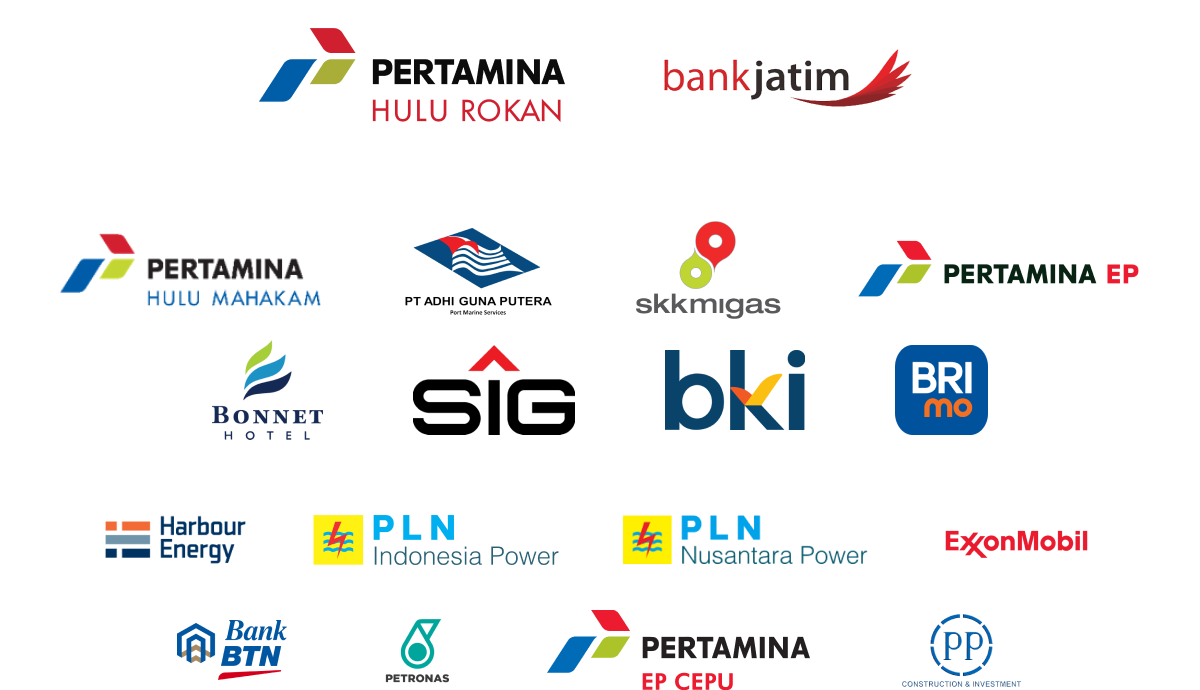 PERTAMINA
HULU ROKAN
bankjatim
PERTAMINA
HULU MAHAKAM
PT ADHI GUNA PUTERA
Port Marine Services
skkmigas
PERTAMINA EP
BONNET
HOTEL
SIG
bki
BRI
mo
Harbour
Energy
PLN
Indonesia Power
PLN
Nusantara Power
ExxonMobil
Bank
BTN
PETRONAS
PERTAMINA
EP CEPU
PP
CONSTRUCTION & INVESTMENT